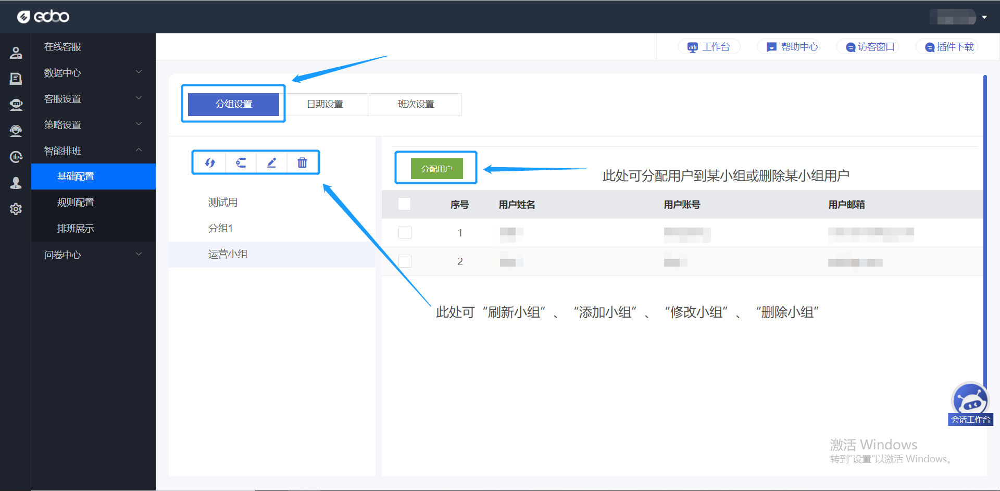 edoo
工作台
帮助中心
访客窗口
插件下载
在线客服
数据中心
客服设置
策略设置
智能排班
基础配置
规则配置
排班展示
问卷中心
分组设置
日期设置
班次设置
测试用
分组1
运营小组
分配用户
此处可分配用户到某小组或删除某小组用户
序号 用户姓名 用户账号 用户邮箱
1
2
此处可“刷新小组”、“添加小组”、“修改小组”、“删除小组”
会话工作台
激活 Windows
转到“设置”以激活 Windows。